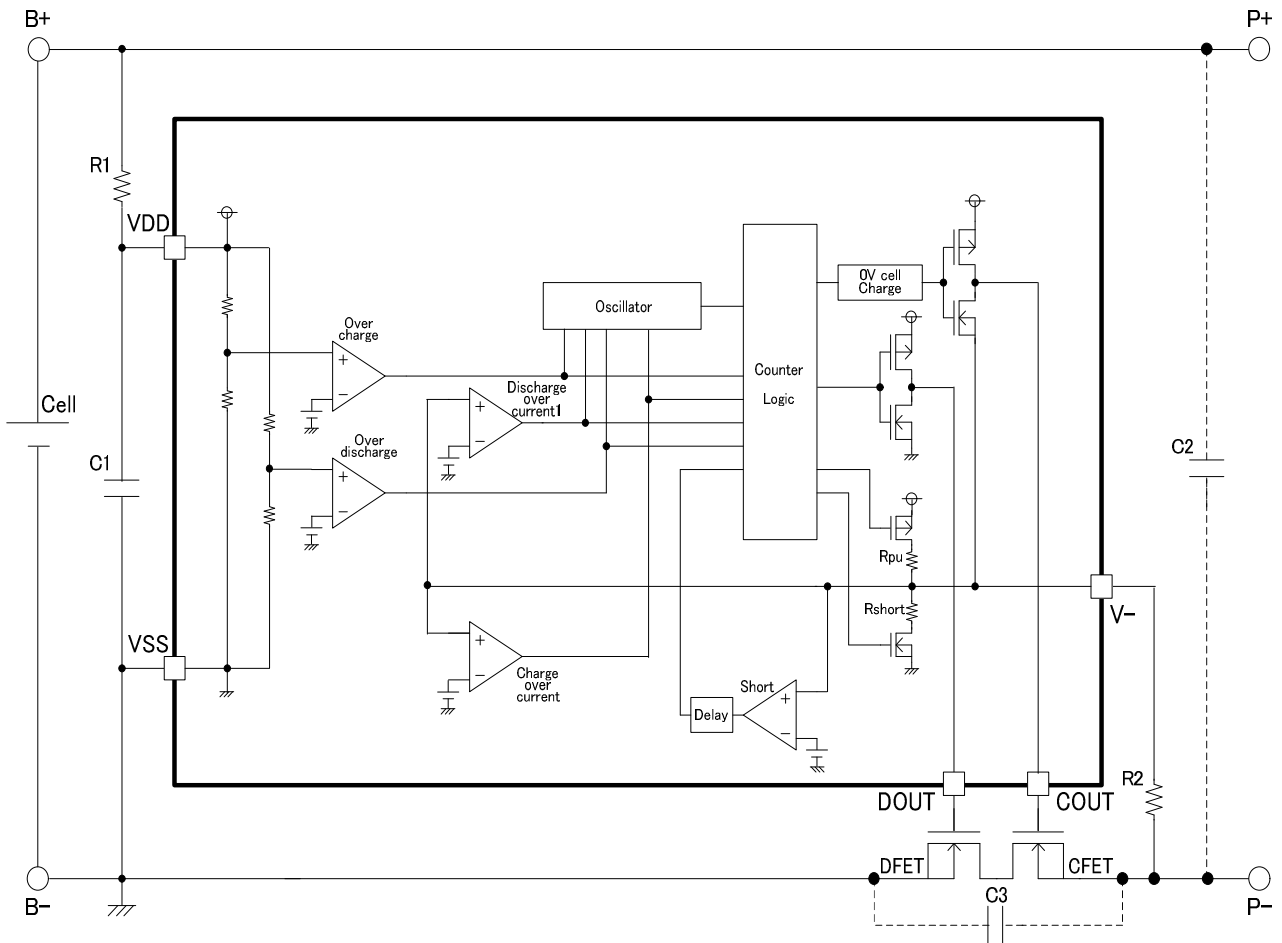 B+
P+
R1
VDD
Oscillator
0V cell
Charge
Over
charge
+
−
Counter
Logic
Discharge
over
current1
+
−
Cell
Over
discharge
+
−
C1
C2
Rpu
Rshort
V-
VSS
+
−
Charge
over
current
Short
+
−
Delay
R2
DOUT
COUT
DFET
CFET
C3
B-
P-